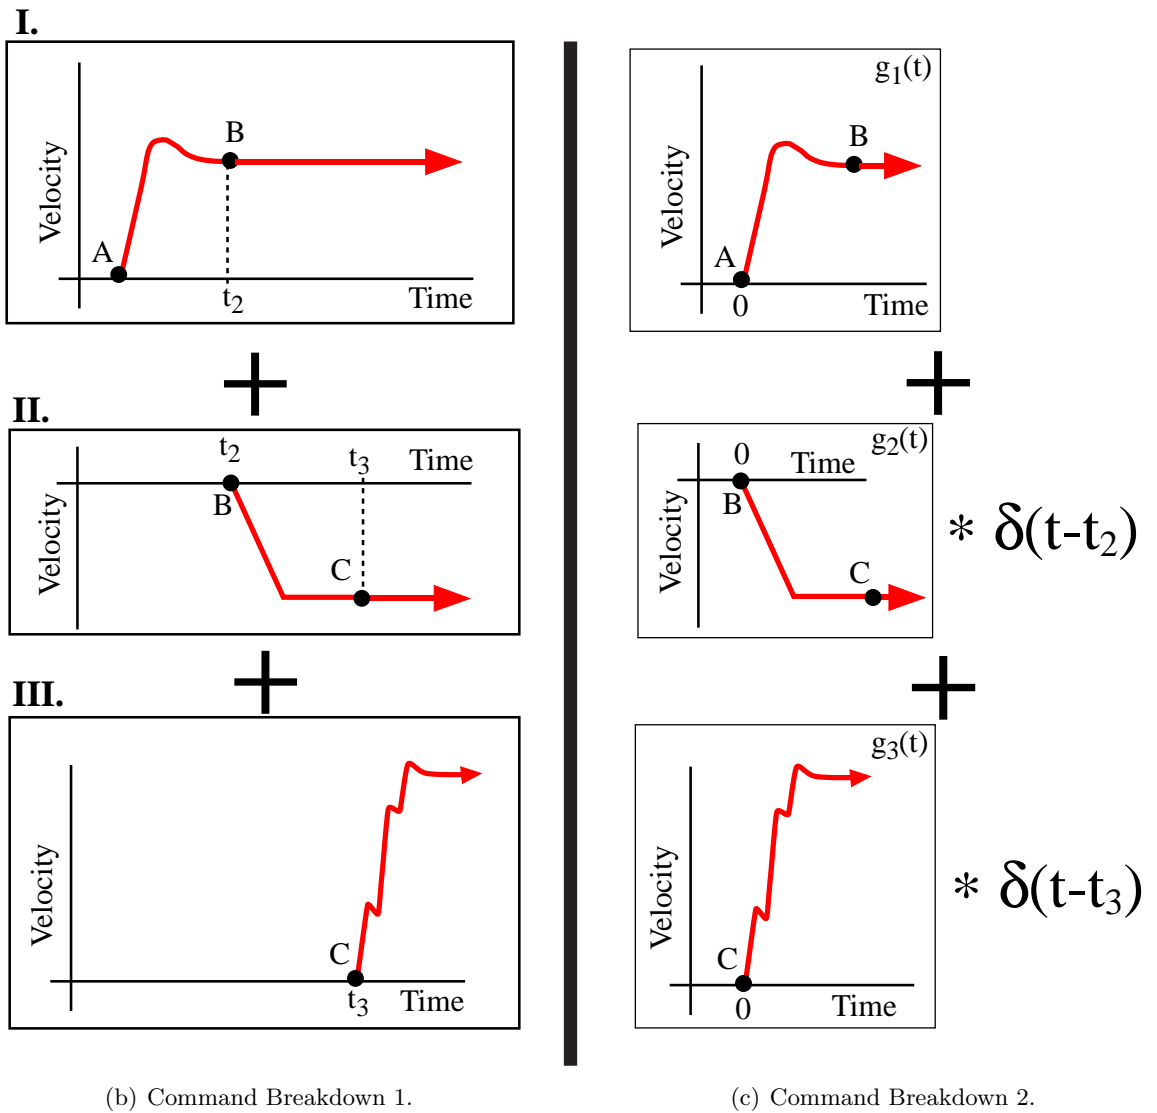 I.
B
Velocity
A
t2
Time
II.
t2
t3
Time
B
Velocity
C
III.
Velocity
C
t3
Time
g1(t)
B
Velocity
A
0
Time
g2(t)
0
Time
B
Velocity
C
* δ(t-t2)
g3(t)
Velocity
C
0
Time
* δ(t-t3)
(b) Command Breakdown 1.
(c) Command Breakdown 2.